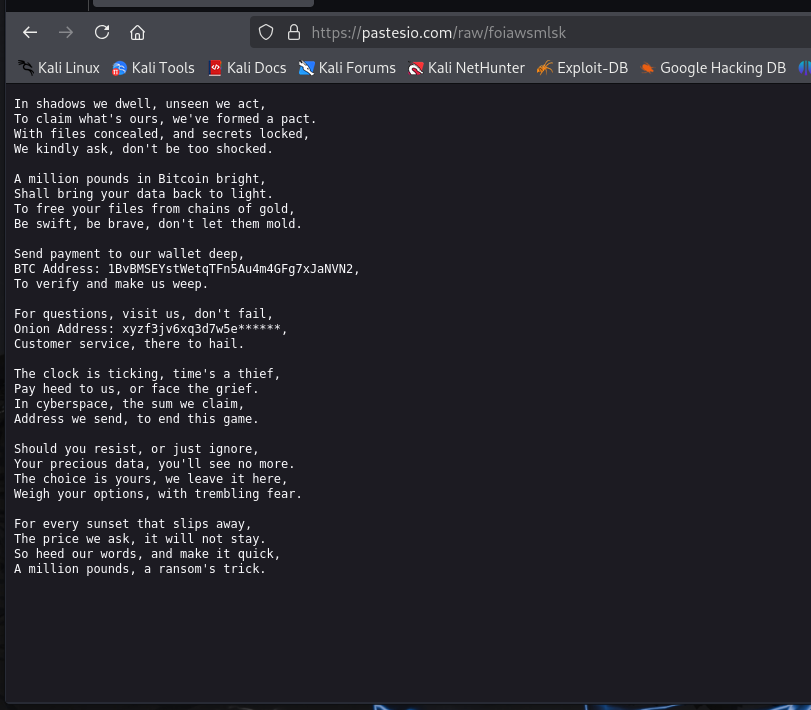 https://pastesio.com/raw/foiawsmlsk
Kali Linux Kali Tools Kali Docs Kali Forums Kali NetHunter Exploit-DB Google Hacking DB
In shadows we dwell, unseen we act,
To claim what's ours, we've formed a pact.
With files concealed, and secrets locked,
We kindly ask, don't be too shocked.
A million pounds in Bitcoin bright,
Shall bring your data back to light.
To free your files from chains of gold,
Be swift, be brave, don't let them mold.
Send payment to our wallet deep,
BTC Address: 1BvBMSEYstWetqTFn5Au4m4GFg7xJaNVN2,
To verify and make us weep.
For questions, visit us, don't fail,
Onion Address: xyzf3jv6xq3d7w5e******,
Customer service, there to hail.
The clock is ticking, time's a thief,
Pay heed to us, or face the grief.
In cyberspace, the sum we claim,
Address we send, to end this game.
Should you resist, or just ignore,
Your precious data, you'll see no more.
The choice is yours, we leave it here,
Weigh your options, with trembling fear.
For every sunset that slips away,
The price we ask, it will not stay.
So heed our words, and make it quick,
A million pounds, a ransom's trick.